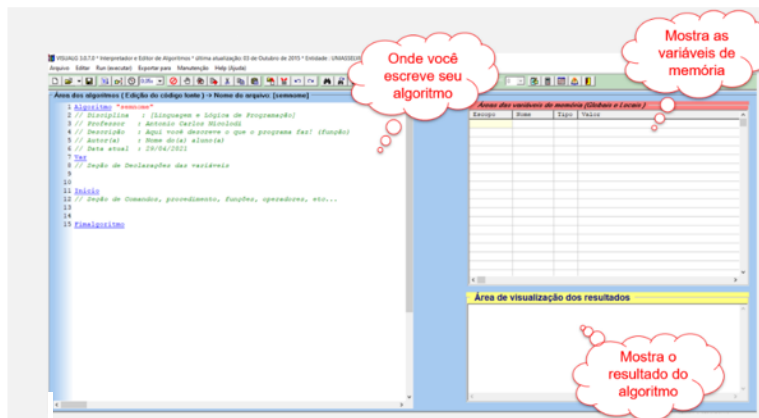 VISUALG 3.0.7.0 * Interpretador e Editor de Algoritmos * última atualização: 03 de Outubro de 2015 * Entidade : UNIASSELVI
Arquivo Editar Run (executar) Exportar para Manutenção Help (Ajuda)
Área dos algoritmos ( Edição do código fonte ) -> Nome do arquivo: [semnome]
1 Algoritmo "semnome"
2 // Disciplina : [Linguagem e Lógica de Programação]
3 // Professor : Antonio Carlos Nicolodi
4 // Descrição : Aqui você descreve o que o programa faz! (função)
5 // Autor(a) : Nome do(a) aluno(a)
6 // Data atual : 29/04/2021
7 Var
8 // Seção de Declarações das variáveis
9
10
11 Inicio
12 // Seção de Comandos, procedimento, funções, operadores, etc...
13
14
15 Fimalgoritmo
Onde você
escreve seu
algoritmo
Mostra as
variáveis de
memória
Áreas das variáveis de memória (Globais e Locais )
Escopo Nome Tipo Valor
Área de visualização dos resultados
Mostra o
resultado do
algoritmo